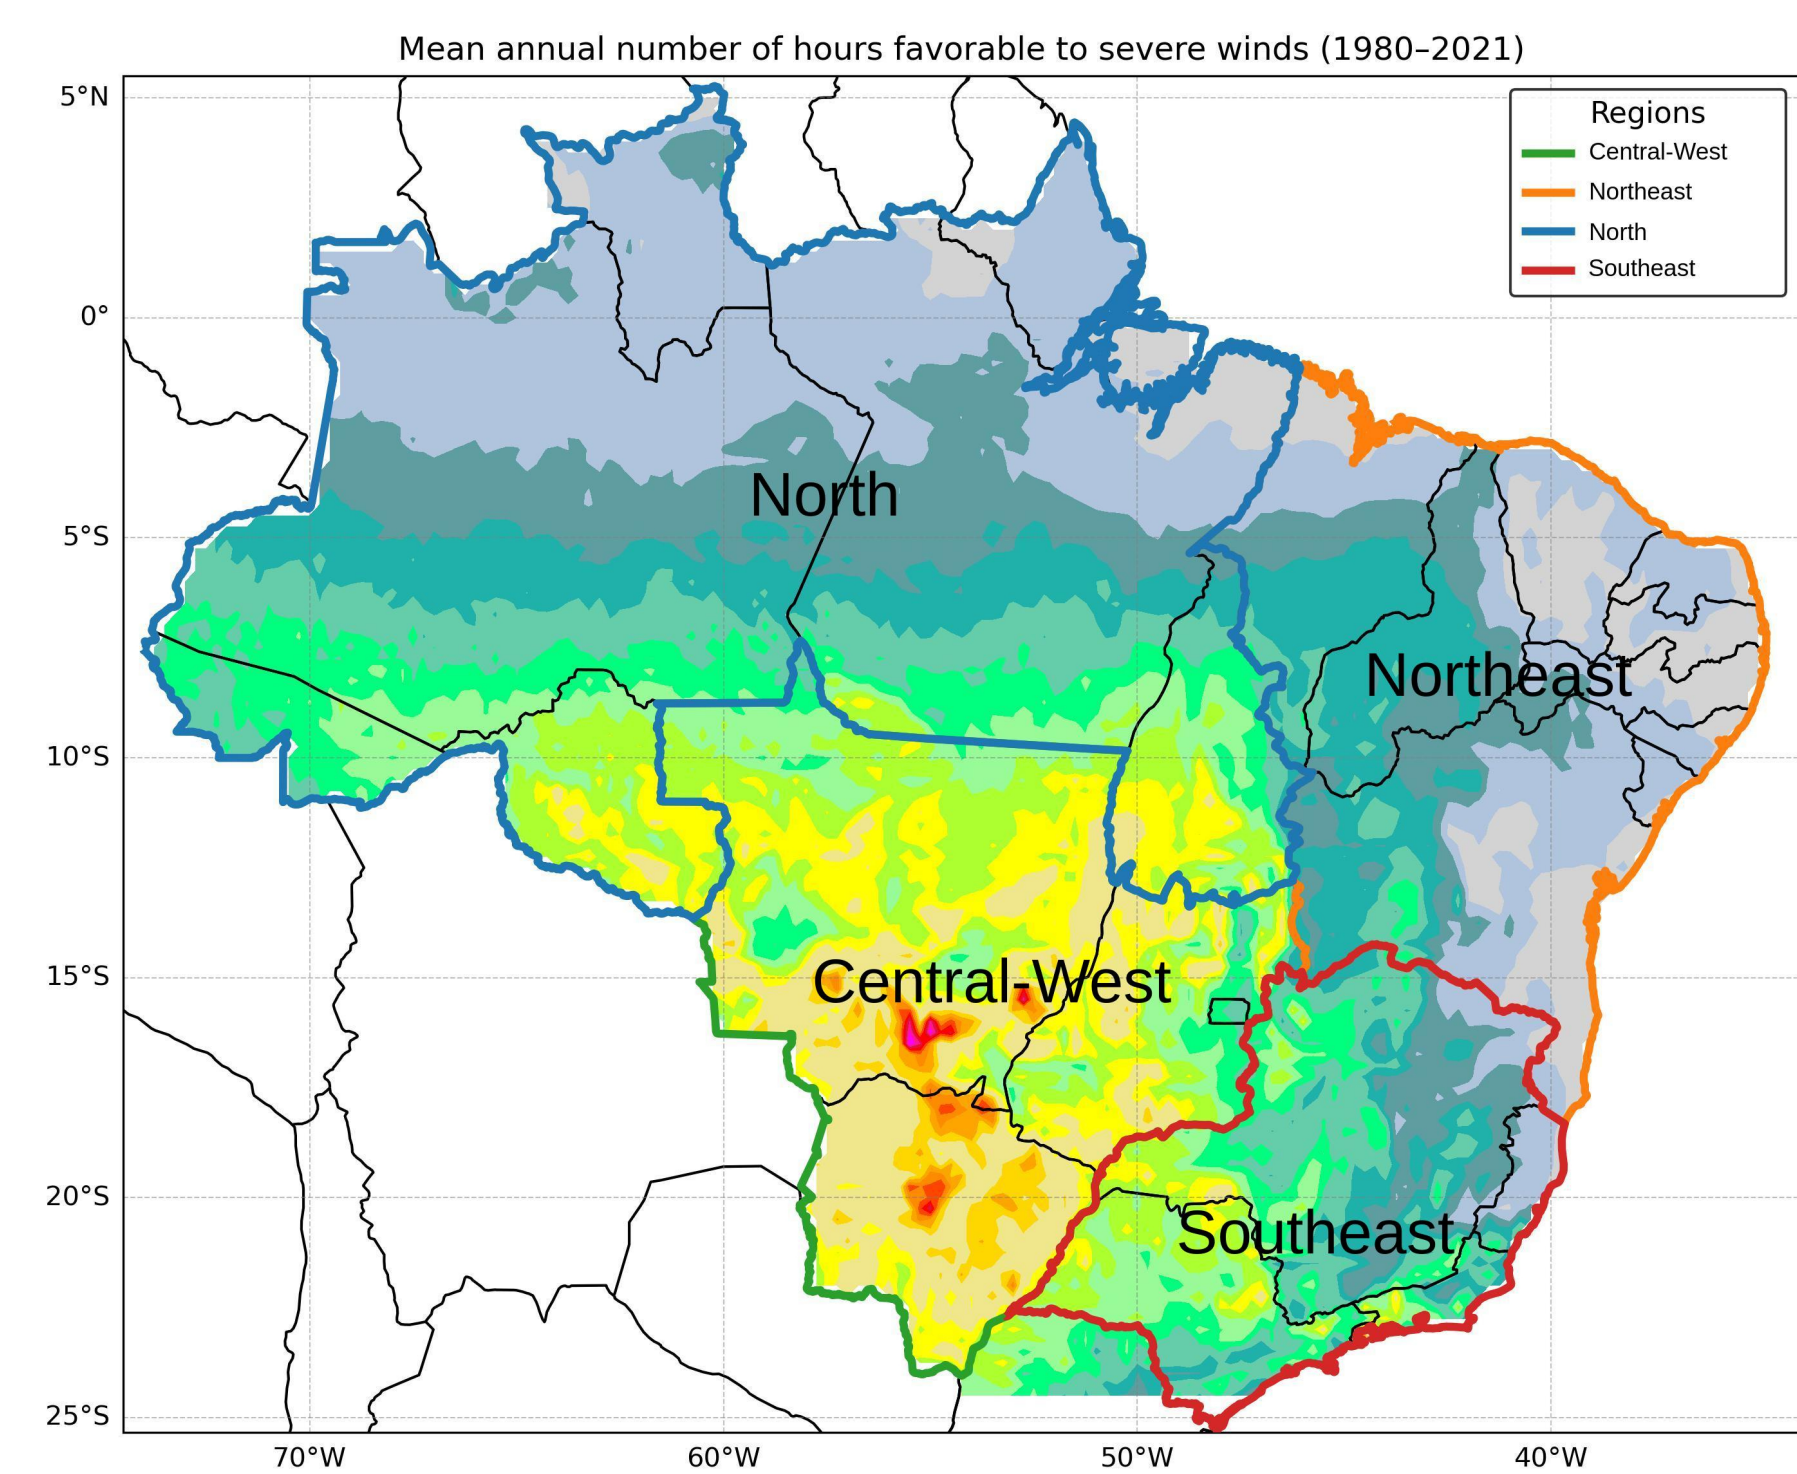 Mean annual number of hours favorable to severe winds (1980–2021)
Regions
Central-West
Northeast
North
Southeast
5°N
0°
5°S
10°S
15°S
20°S
25°S
North
Northeast
Central-West
Southeast
70°W
60°W
50°W
40°W